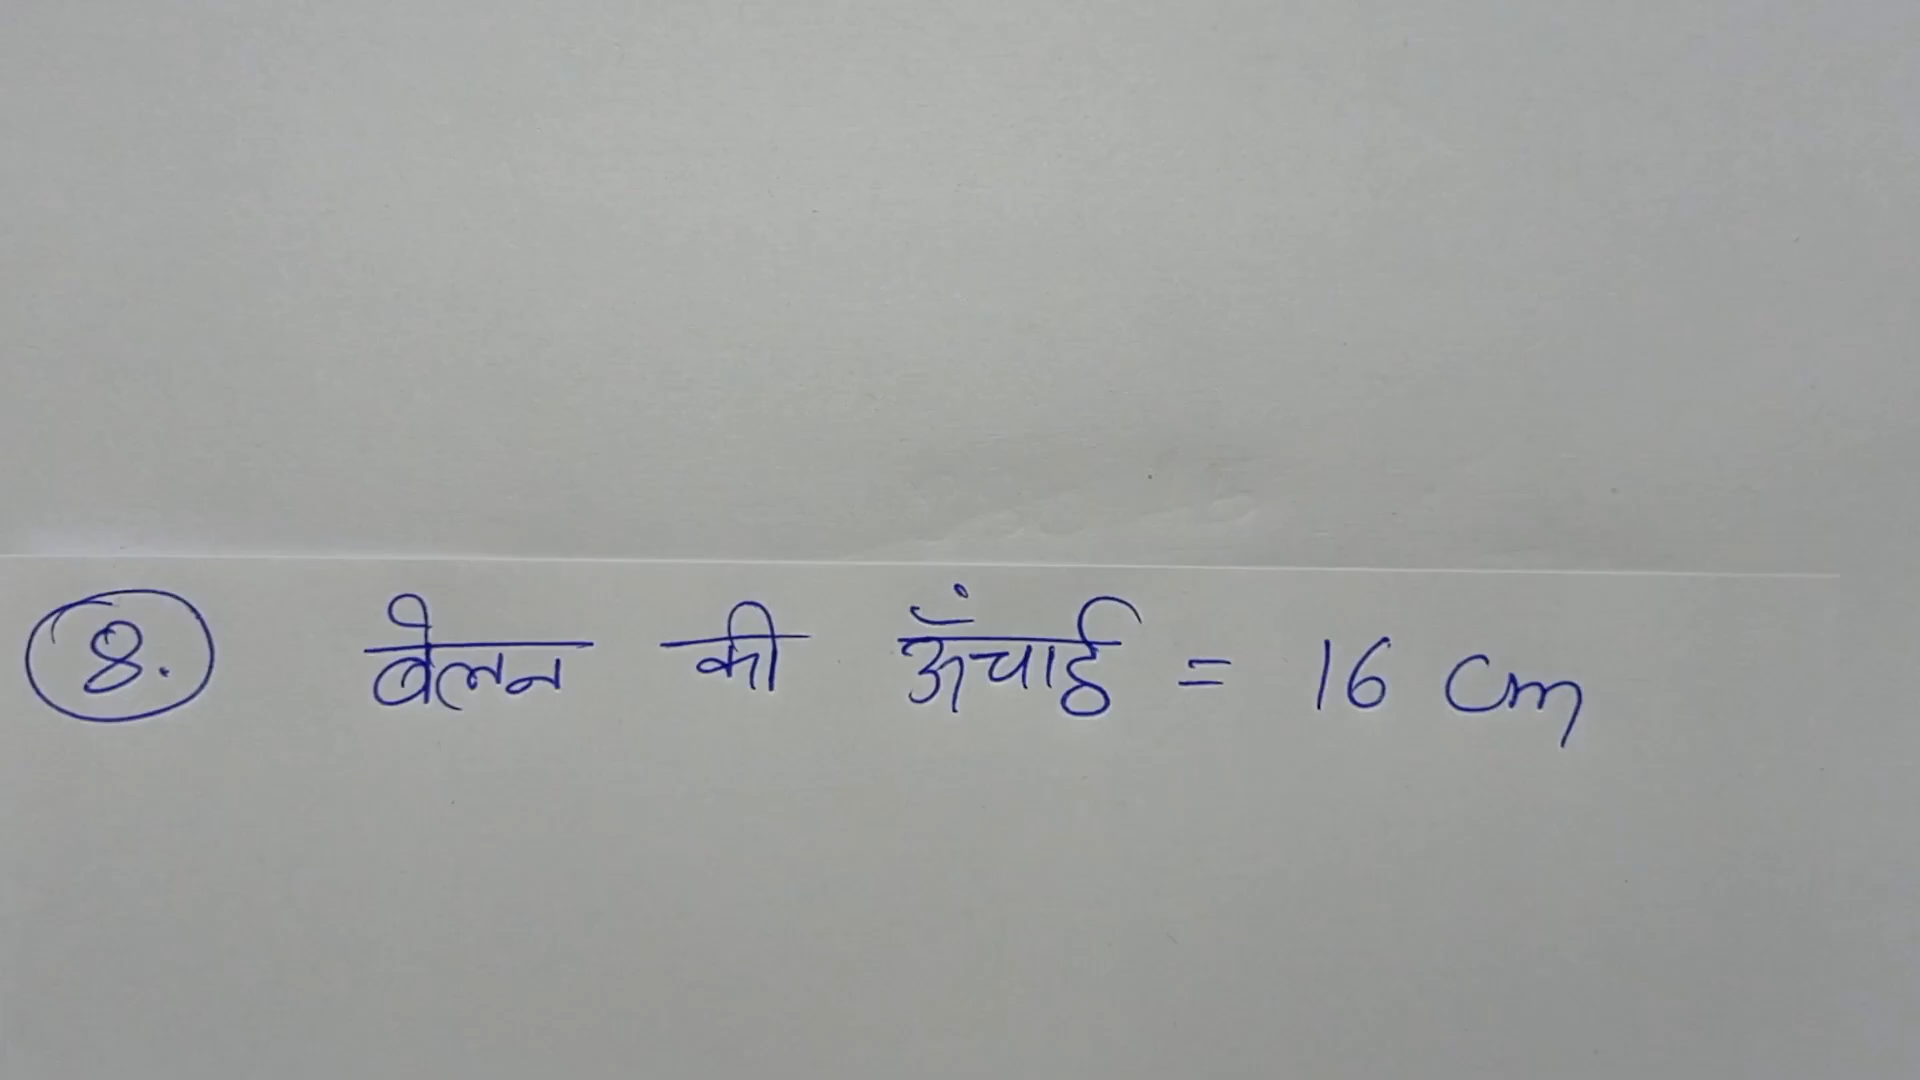 8. बेलन की ऊँचाई = 16 cm